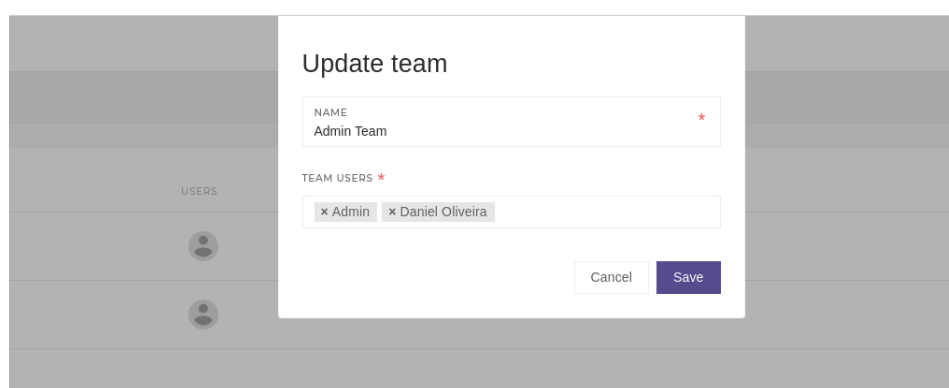 Update team
NAME
Admin Team
*
TEAM USERS *
USERS
× Admin × Daniel Oliveira
Cancel Save